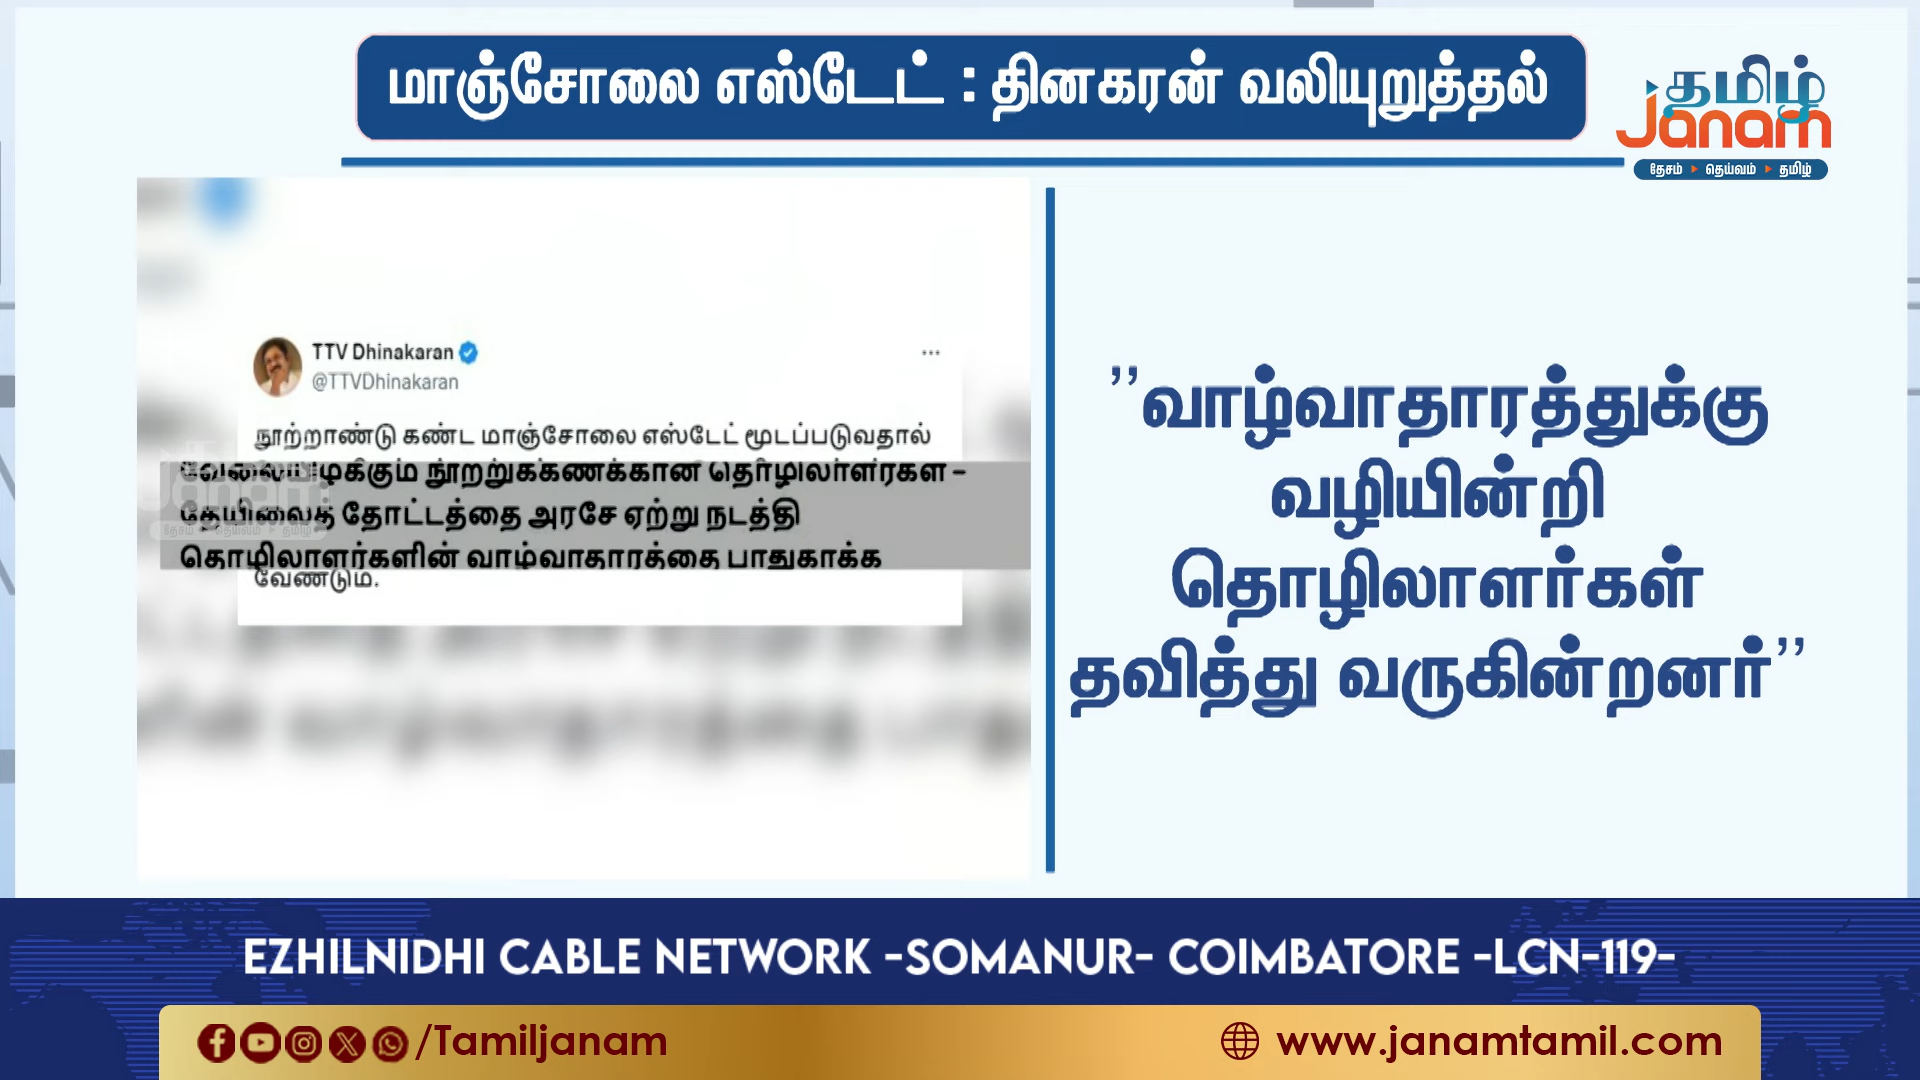 மாஞ்சோலை எஸ்டேட் : தினகரன் வலியுறுத்தல்
தமிழ்
Janam
தேசம் தெய்வம் தமிழ்
TTV Dhinakaran
@TTVDhinakaran
நூற்றாண்டு கண்ட மாஞ்சோலை எஸ்டேட் மூடப்படுவதால்
வேலையிழக்கும் நூற்றுக்கணக்கான தொழிலாளர்கள் -
தேயிலைத் தோட்டத்தை அரசே ஏற்று நடத்தி
தொழிலாளர்களின் வாழ்வாதாரத்தை பாதுகாக்க
வேண்டும்.
’’வாழ்வாதாரத்துக்கு
வழியின்றி
தொழிலாளர்கள்
தவித்து வருகின்றனர்’’
EZHILNIDHI CABLE NETWORK -SOMANUR- COIMBATORE -LCN-119-
/Tamiljanam
www.janamtamil.com